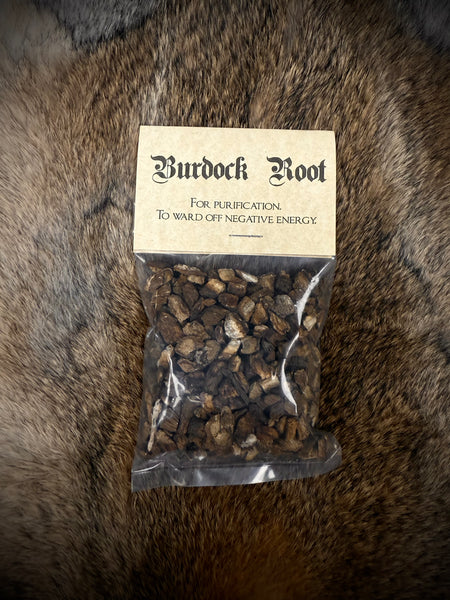 Burdock Root
For purification.
To ward off negative energy.